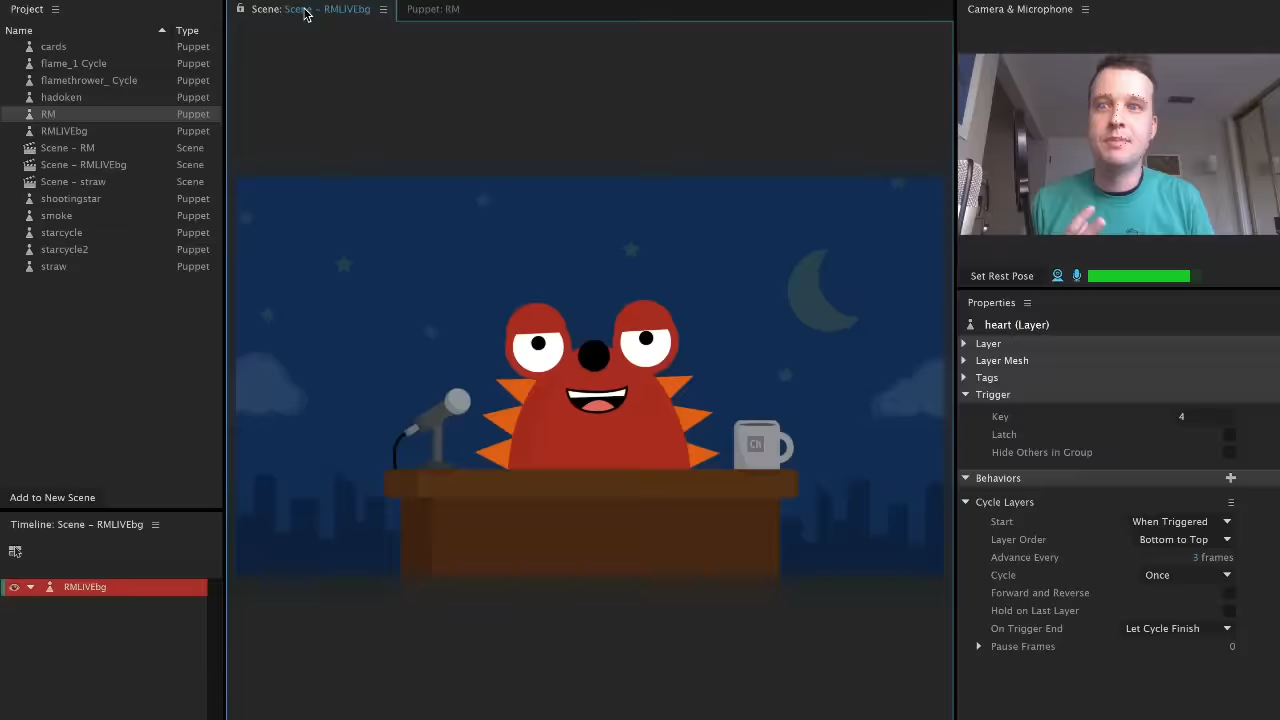 Project
Name Type
cards Puppet
flame_1 Cycle Puppet
flamethrower_ Cycle Puppet
hadoken Puppet
RM Puppet
RMLIVEbg Puppet
Scene - RM Scene
Scene - RMLIVEbg Scene
Scene - straw Scene
shootingstar Puppet
smoke Puppet
starcycle Puppet
starcycle2 Puppet
straw Puppet
Add to New Scene
Timeline: Scene - RMLIVEbg
RMLIVEbg
Scene: Scene - RMLIVEbg
Puppet: RM
Ch
Camera & Microphone
Set Rest Pose
Properties
heart (Layer)
Layer
Layer Mesh
Tags
Trigger
Key 4
Latch
Hide Others in Group
Behaviors
Cycle Layers
Start When Triggered
Layer Order Bottom to Top
Advance Every 3 frames
Cycle Once
Forward and Reverse
Hold on Last Layer
On Trigger End Let Cycle Finish
Pause Frames 0